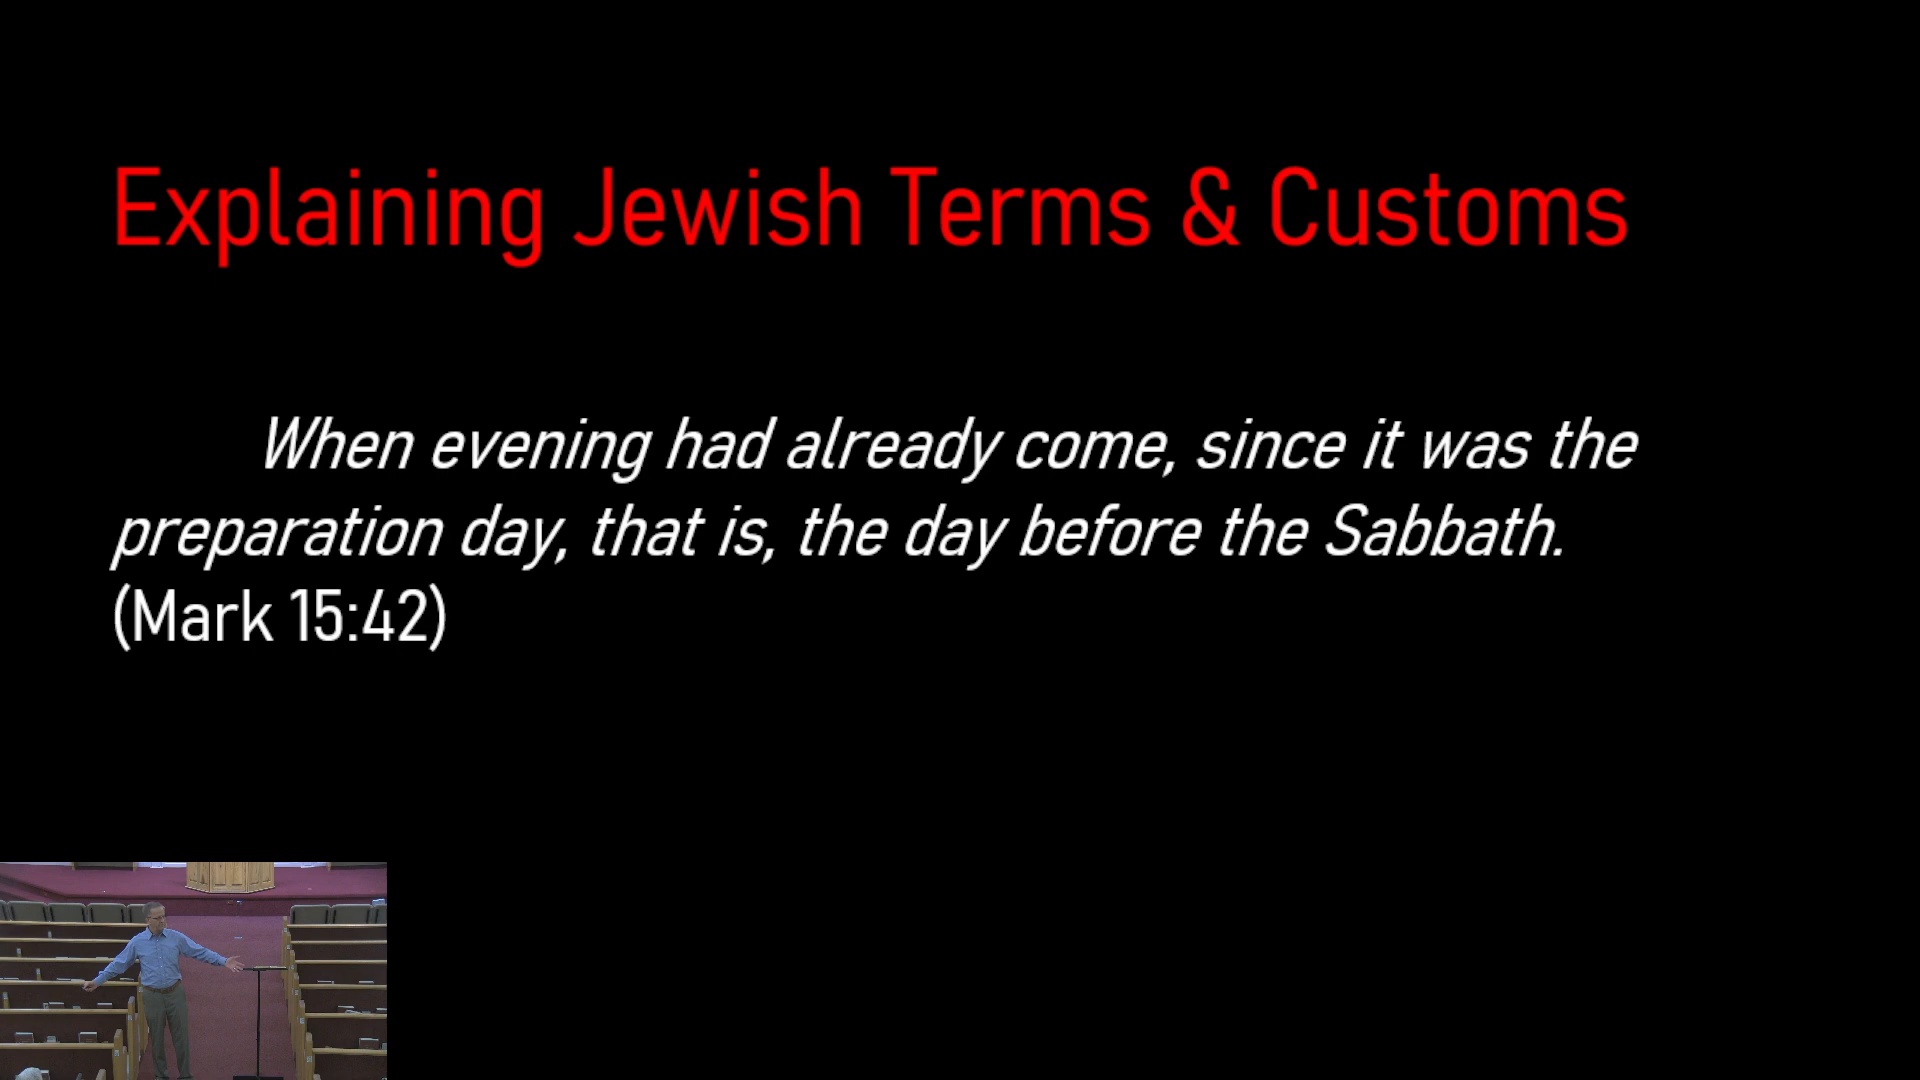 Explaining Jewish Terms & Customs
When evening had already come, since it was the
preparation day, that is, the day before the Sabbath.
(Mark 15:42)